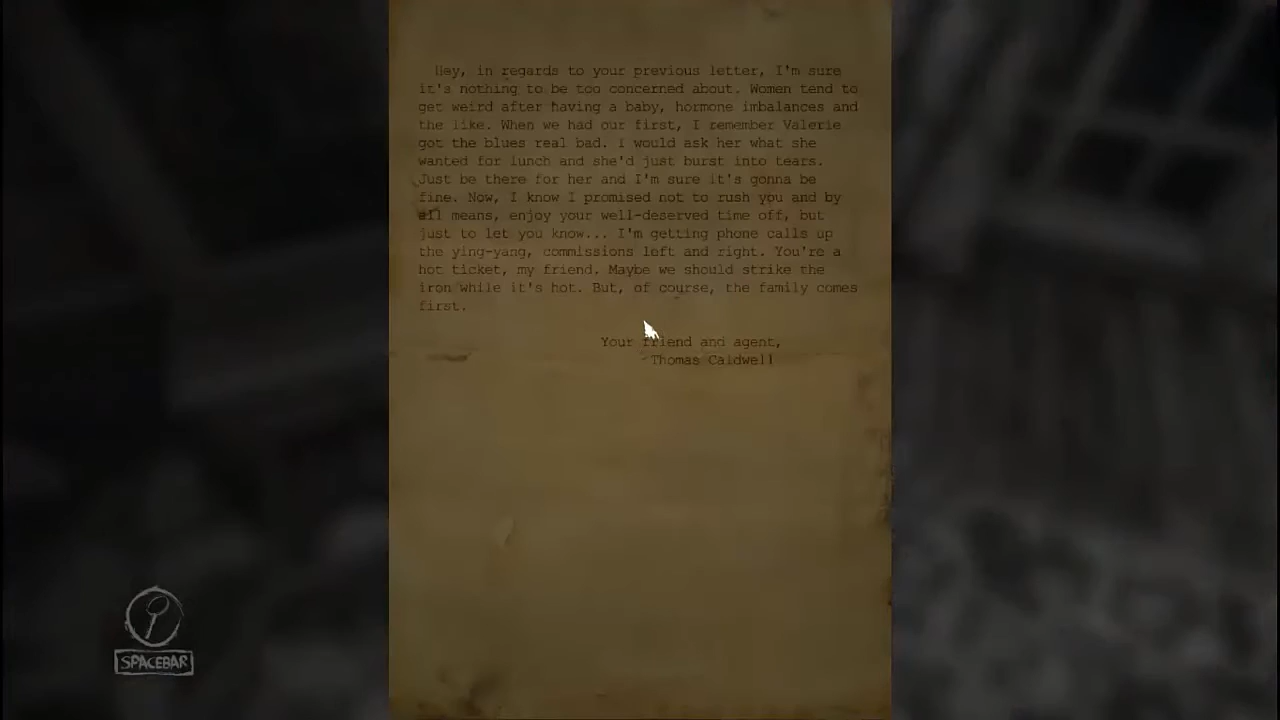 Hey, in regards to your previous letter, I'm sure
it's nothing to be too concerned about. Women tend to
get weird after having a baby, hormone imbalances and
the like. When we had our first, I remember Valerie
got the blues real bad. I would ask her what she
wanted for lunch and she'd just burst into tears.
Just be there for her and I'm sure it's gonna be
fine. Now, I know I promised not to rush you and by
all means, enjoy your well-deserved time off, but
just to let you know... I'm getting phone calls up
the ying-yang, commissions left and right. You're a
hot ticket, my friend. Maybe we should strike the
iron while it's hot. But, of course, the family comes
first.
Your friend and agent,
Thomas Caldwell
SPACEBAR